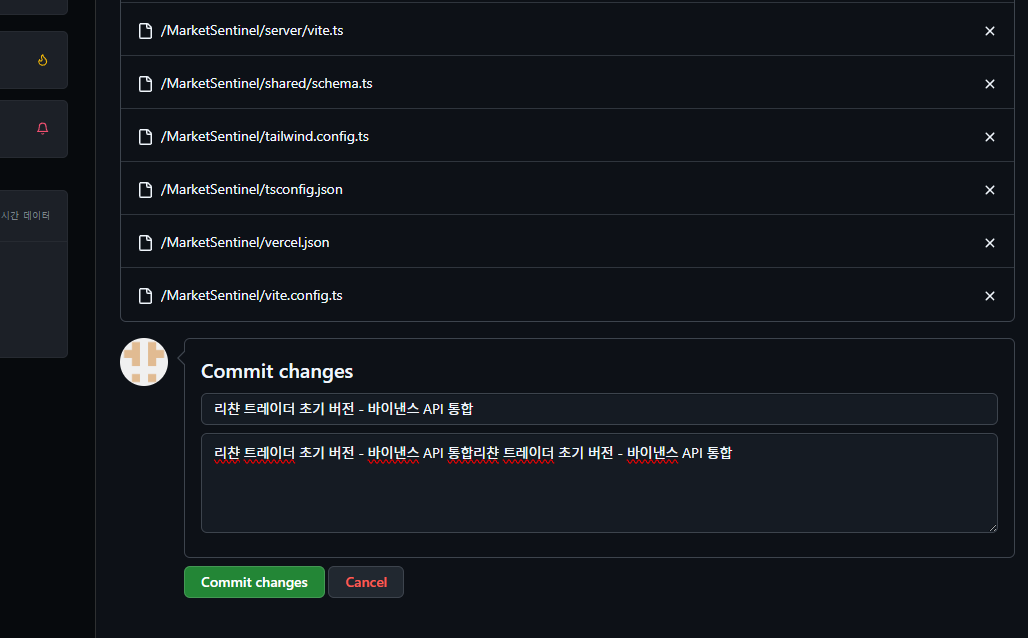 /MarketSentinel/server/vite.ts
/MarketSentinel/shared/schema.ts
/MarketSentinel/tailwind.config.ts
/MarketSentinel/tsconfig.json
시간 데이터
/MarketSentinel/vercel.json
/MarketSentinel/vite.config.ts
Commit changes
리챤 트레이더 초기 버전 - 바이낸스 API 통합
리챤 트레이더 초기 버전 - 바이낸스 API 통합리챤 트레이더 초기 버전 - 바이낸스 API 통합
Commit changes
Cancel